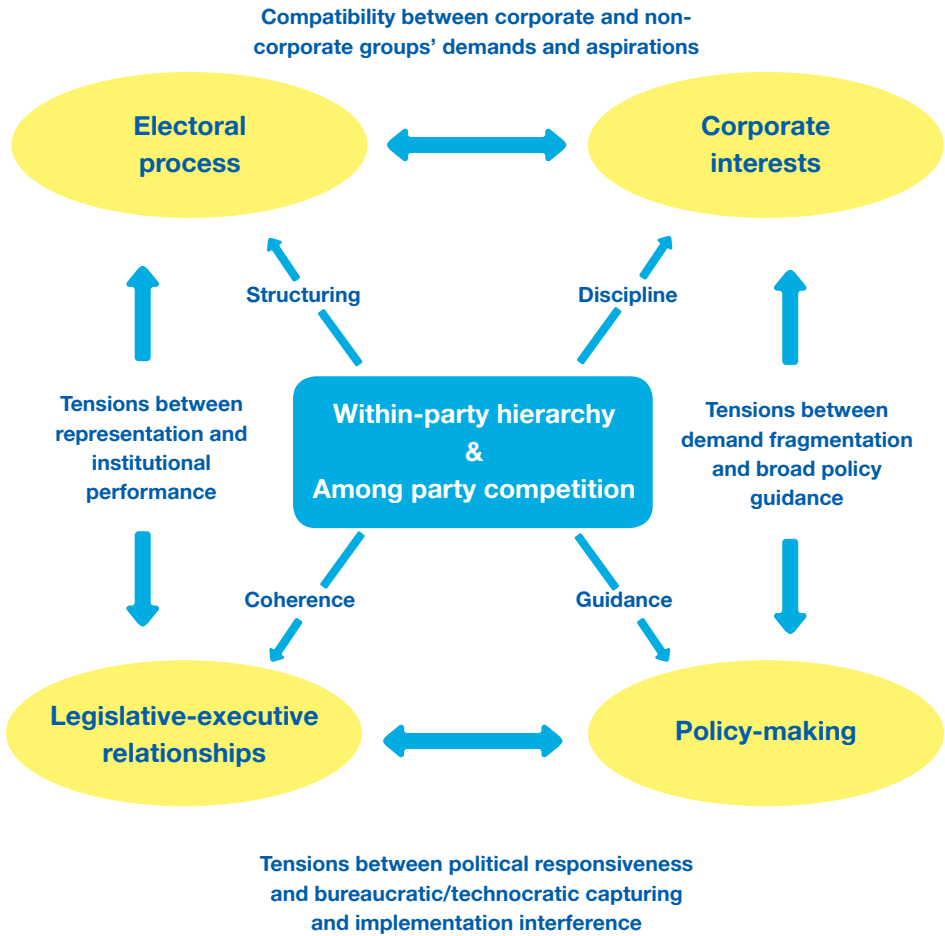 Compatibility between corporate and non-
corporate groups’ demands and aspirations
Electoral
process
Corporate
interests
Structuring
Discipline
Tensions between
representation and
institutional
performance
Within-party hierarchy
&
Among party competition
Tensions between
demand fragmentation
and broad policy
guidance
Coherence
Guidance
Legislative-executive
relationships
Policy-making
Tensions between political responsiveness
and bureaucratic/technocratic capturing
and implementation interference